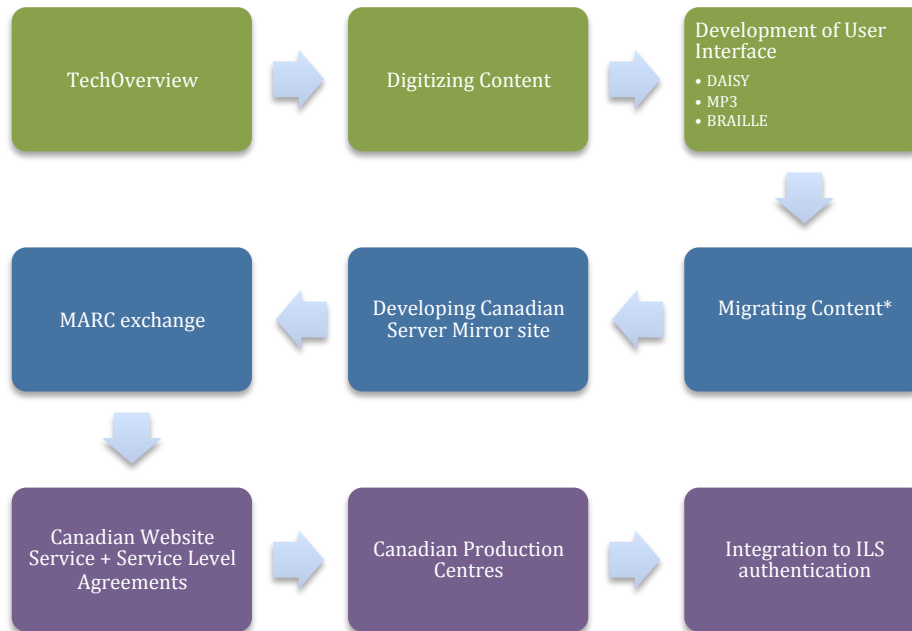 TechOverview
Digitizing Content
Development of User
Interface
• DAISY
• MP3
• BRAILLE
Migrating Content*
Developing Canadian
Server Mirror site
MARC exchange
Canadian Website
Service + Service Level
Agreements
Canadian Production
Centres
Integration to ILS
authentication